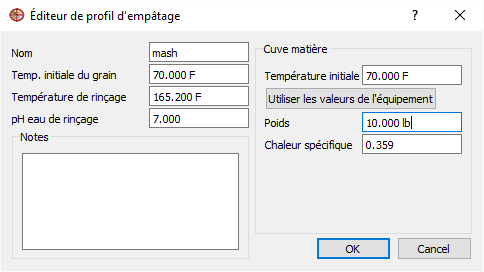 Éditeur de profil d'empâtage
?
Nom
mash
Temp. initiale du grain
70.000 F
Température de rinçage
165.200 F
pH eau de rinçage
7.000
Notes
Cuve matière
Température initiale
70.000 F
Utiliser les valeurs de l'équipement
Poids
10.000 lb
Chaleur spécifique
0.359
OK
Cancel